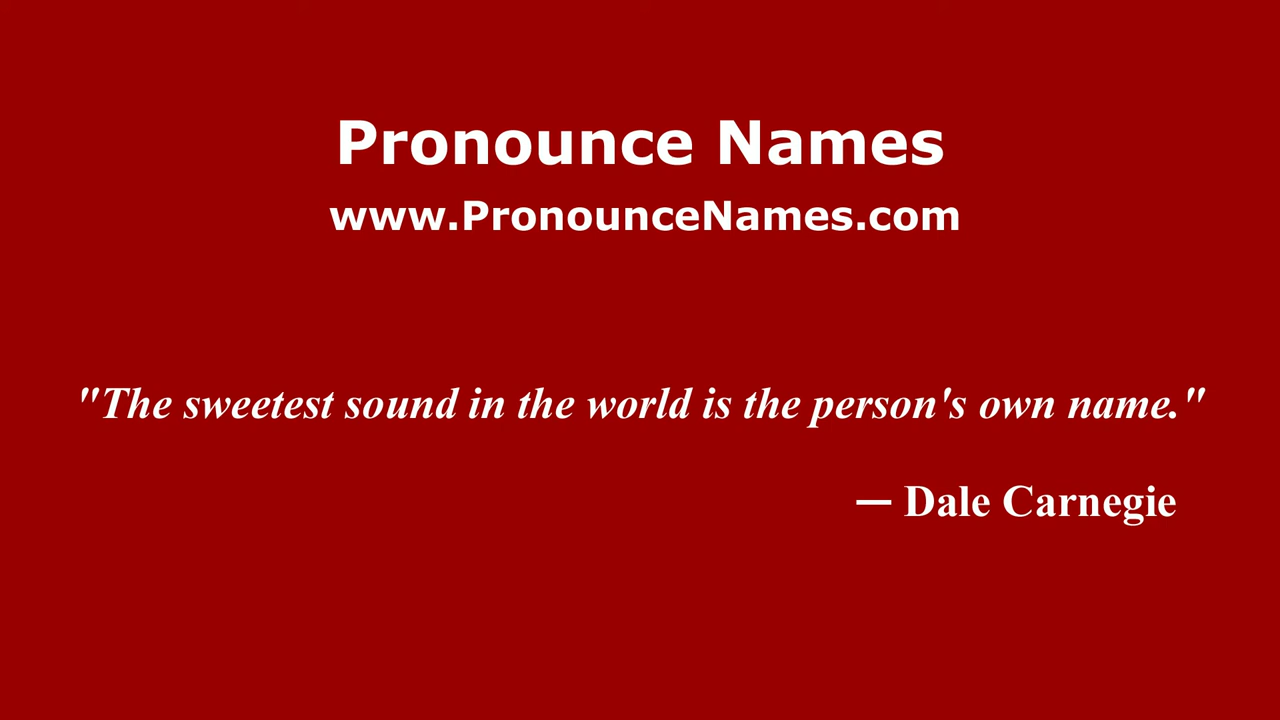 Pronounce Names
www.PronounceNames.com
"The sweetest sound in the world is the person's own name."
— Dale Carnegie